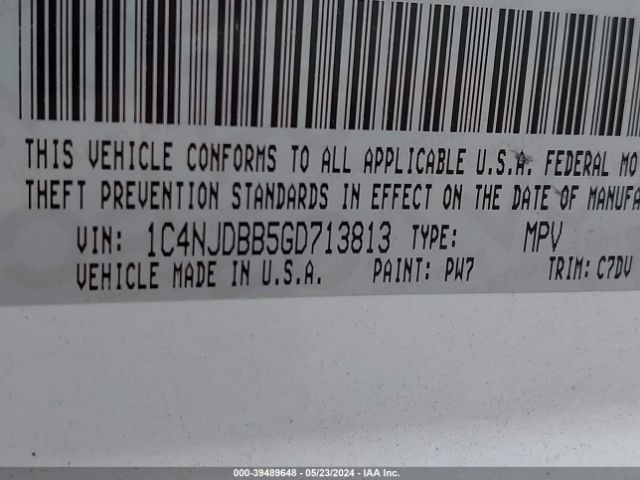 THIS VEHICLE CONFORMS TO ALL APPLICABLE U.S.A. FEDERAL MO
THEFT PREVENTION STANDARDS IN EFFECT ON THE DATE OF MANUFA
VIN: 1C4NJDBB5GD713813 TYPE: MPV
VEHICLE MADE IN U.S.A. PAINT: PW7 TRIM: C7DV
000-39489648 - 05/23/2024 - IAA Inc.